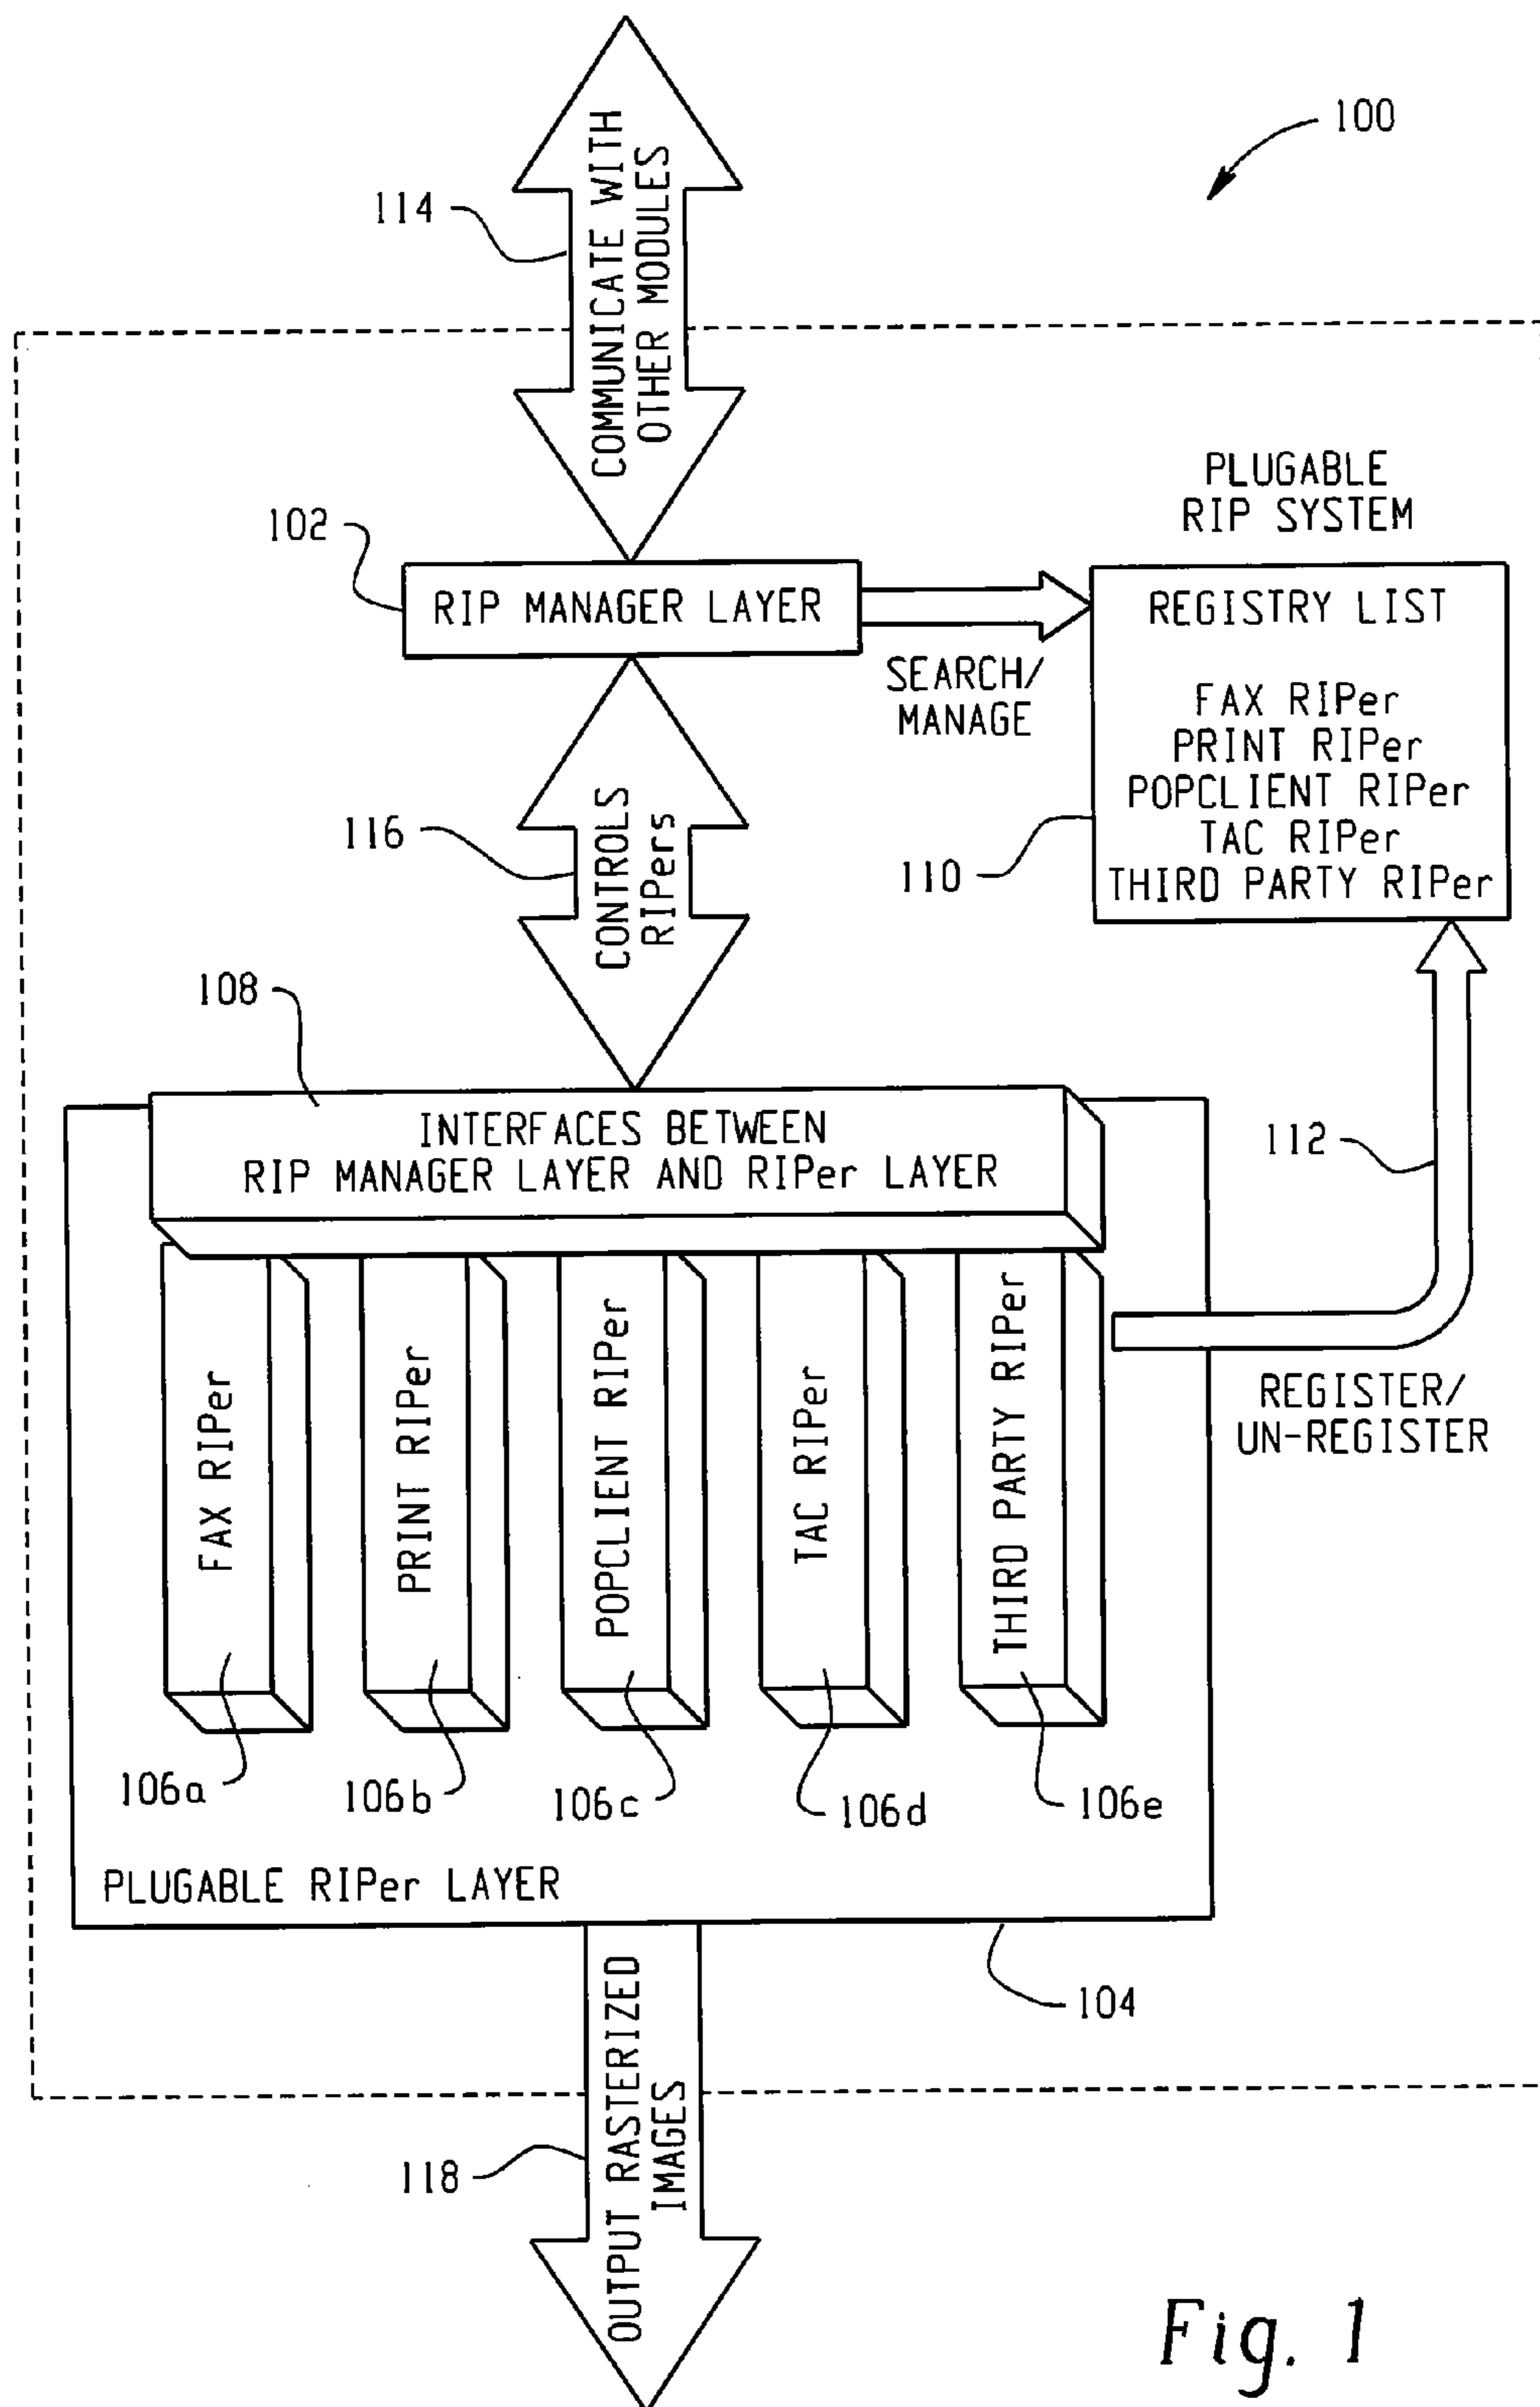 100
COMMUNICATE WITH
OTHER MODULES
114
PLUGABLE
RIP SYSTEM
102
RIP MANAGER LAYER
REGISTRY LIST
SEARCH/
MANAGE
FAX RIPer
PRINT RIPer
POPCLIENT RIPer
TAC RIPer
THIRD PARTY RIPer
110
116
CONTROLS
RIPers
108
INTERFACES BETWEEN
RIP MANAGER LAYER AND RIPer LAYER
112
REGISTER/
UN-REGISTER
FAX RIPer
PRINT RIPer
POPCLIENT RIPer
TAC RIPer
THIRD PARTY RIPer
106a
106b
106c
106d
106e
PLUGABLE RIPer LAYER
104
OUTPUT RASTERIZED
IMAGES
118
Fig. 1